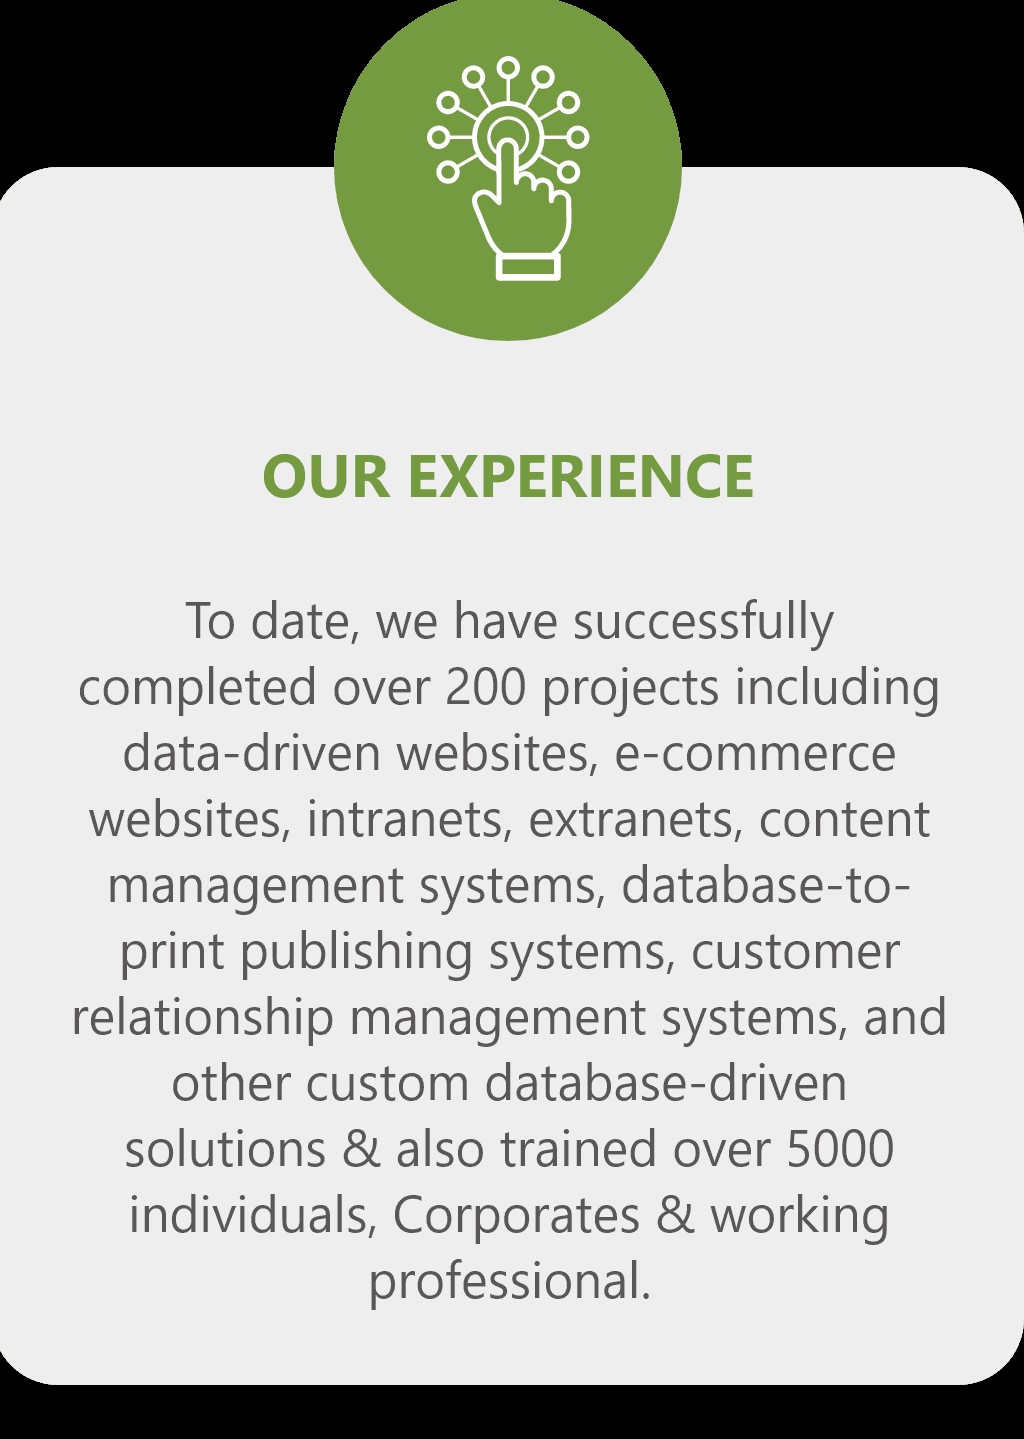 OUR EXPERIENCE
To date, we have successfully
completed over 200 projects including
data-driven websites, e-commerce
websites, intranets, extranets, content
management systems, database-to-
print publishing systems, customer
relationship management systems, and
other custom database-driven
solutions & also trained over 5000
individuals, Corporates & working
professional.